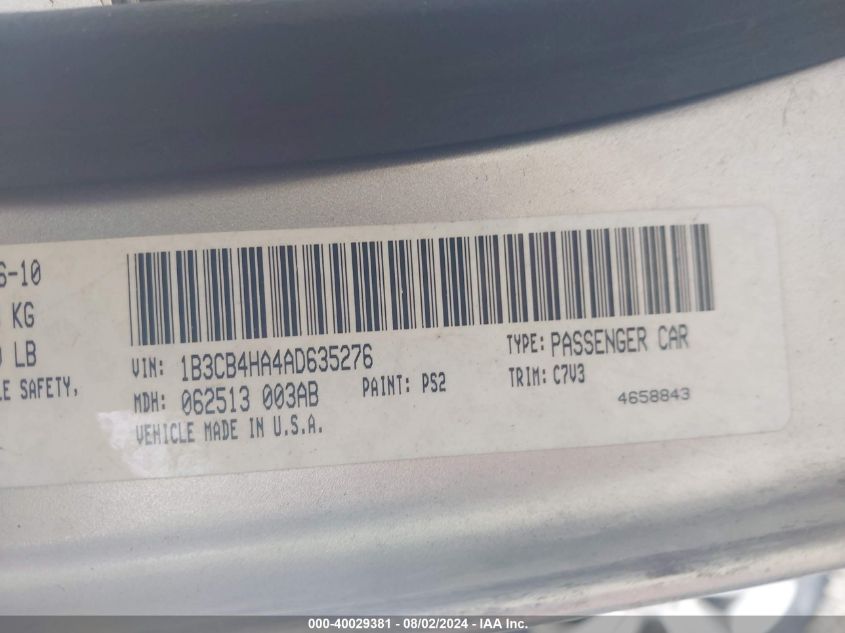 6-10
KG
LB
LE SAFETY,
VIN: 1B3CB4HA4AD635276
TYPE: PASSENGER CAR
MDH: 062513 003AB
PAINT: PS2
TRIM: C7V3
VEHICLE MADE IN U.S.A.
4658843
000-40029381 - 08/02/2024 - IAA Inc.